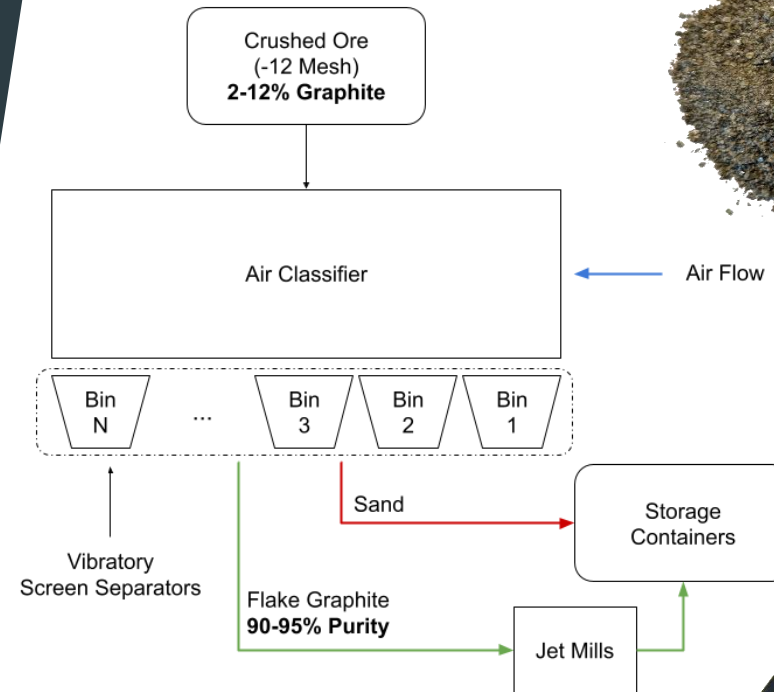 Crushed Ore
(-12 Mesh)
2-12% Graphite
Air Classifier
Air Flow
Bin
N
...
Bin
3
Bin
2
Bin
1
Sand
Storage
Containers
Vibratory
Screen Separators
Flake Graphite
90-95% Purity
Jet Mills